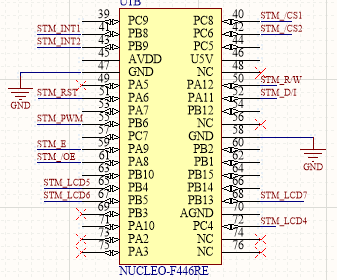 U1B
39 PC9 PC8 40 STM_/CS1
STM_INT1 41 PB8 PC6 42 STM_/CS2
STM_INT2 43 PB9 PC5 44
45 AVDD U5V 46
47 GND NC 48
49 PA5 PA12 50 STM_R/W
STM_RST 51 PA6 PA11 52 STM_D/I
53 PA7 PB12 54
STM_PWM 55 PB6 NC 56
57 PC7 GND 58
STM_E 59 PA9 PB2 60
STM_/OE 61 PA8 PB1 62
63 PB10 PB15 64
STM_LCD5 65 PB4 PB14 66
STM_LCD6 67 PB5 PB13 68 STM_LCD7
69 PB3 AGND 70
71 PA10 PC4 72 STM_LCD4
73 PA2 NC 74
75 PA3 NC 76
GND
GND
NUCLEO-F446RE